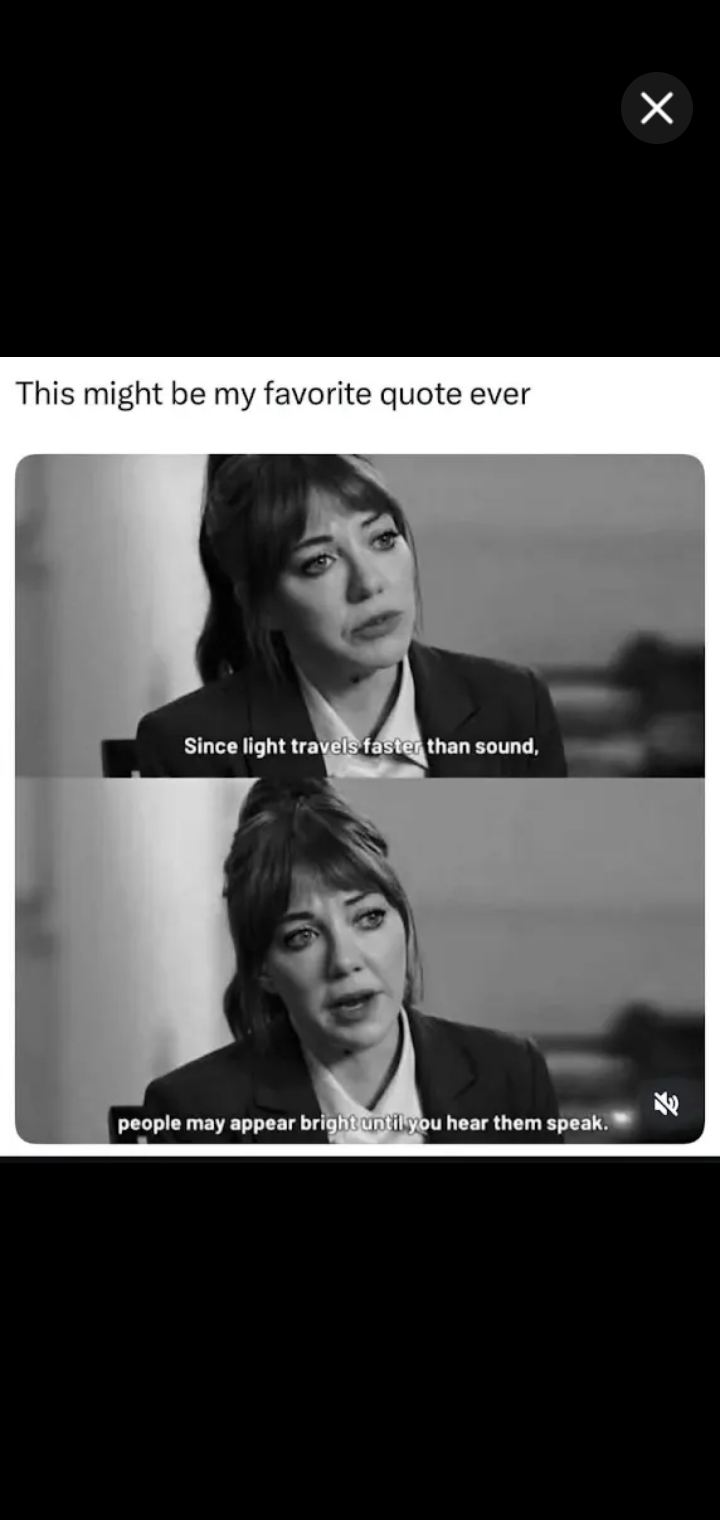 This might be my favorite quote ever
Since light travels faster than sound,
people may appear bright until you hear them speak.